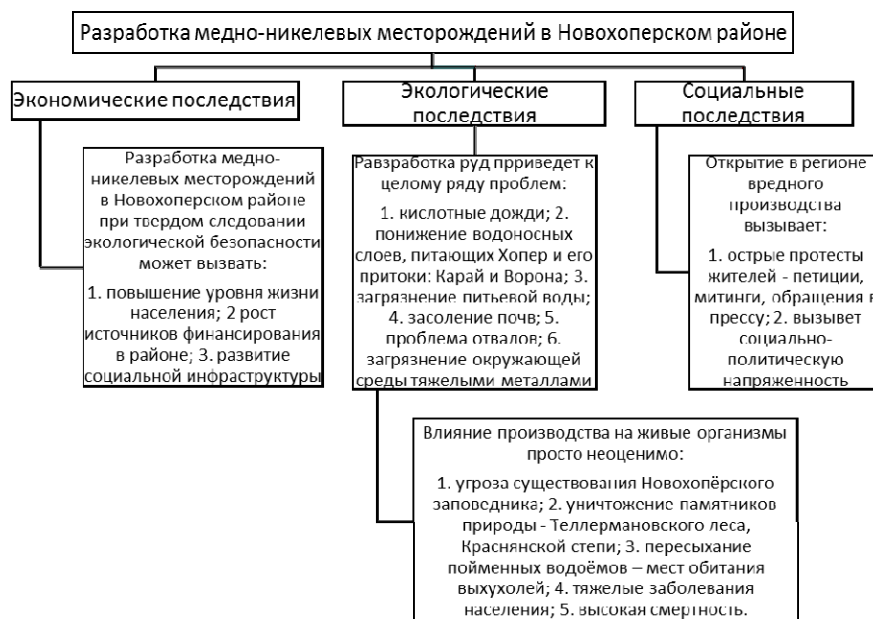 Разработка медно-никелевых месторождений в Новохоперском районе
Экономические последствия
Экологические
последствия
Социальные
последствия
Разработка медно-
никелевых месторождений
в Новохоперском районе
при твердом следовании
экологической безопасности
может вызвать:
1. повышение уровня жизни
населения; 2 рост
источников финансирования
в районе; 3. развитие
социальной инфраструктуры
Равзработка руд прриведет к
целому ряду проблем:
1. кислотные дожди; 2.
понижение водоносных
слоев, питающих Хопер и его
притоки: Карай и Ворона; 3.
загрязнение питьевой воды;
4. засоление почв; 5.
проблема отвалов; 6.
загрязнение окружающей
среды тяжелыми металлами
Открытие в регионе
вредного
производства
вызывает:
1. острые протесты
жителей - петиции,
митинги, обращения в
прессу; 2. вызывет
социально-
политическую
напряженность
Влияние производства на живые организмы
просто неоценимо:
1. угроза существования Новохопёрского
заповедника; 2. уничтожение памятников
природы - Теллермановского леса,
Краснянской степи; 3. пересыхание
пойменных водоёмов – мест обитания
выхухолей; 4. тяжелые заболевания
населения; 5. высокая смертность.